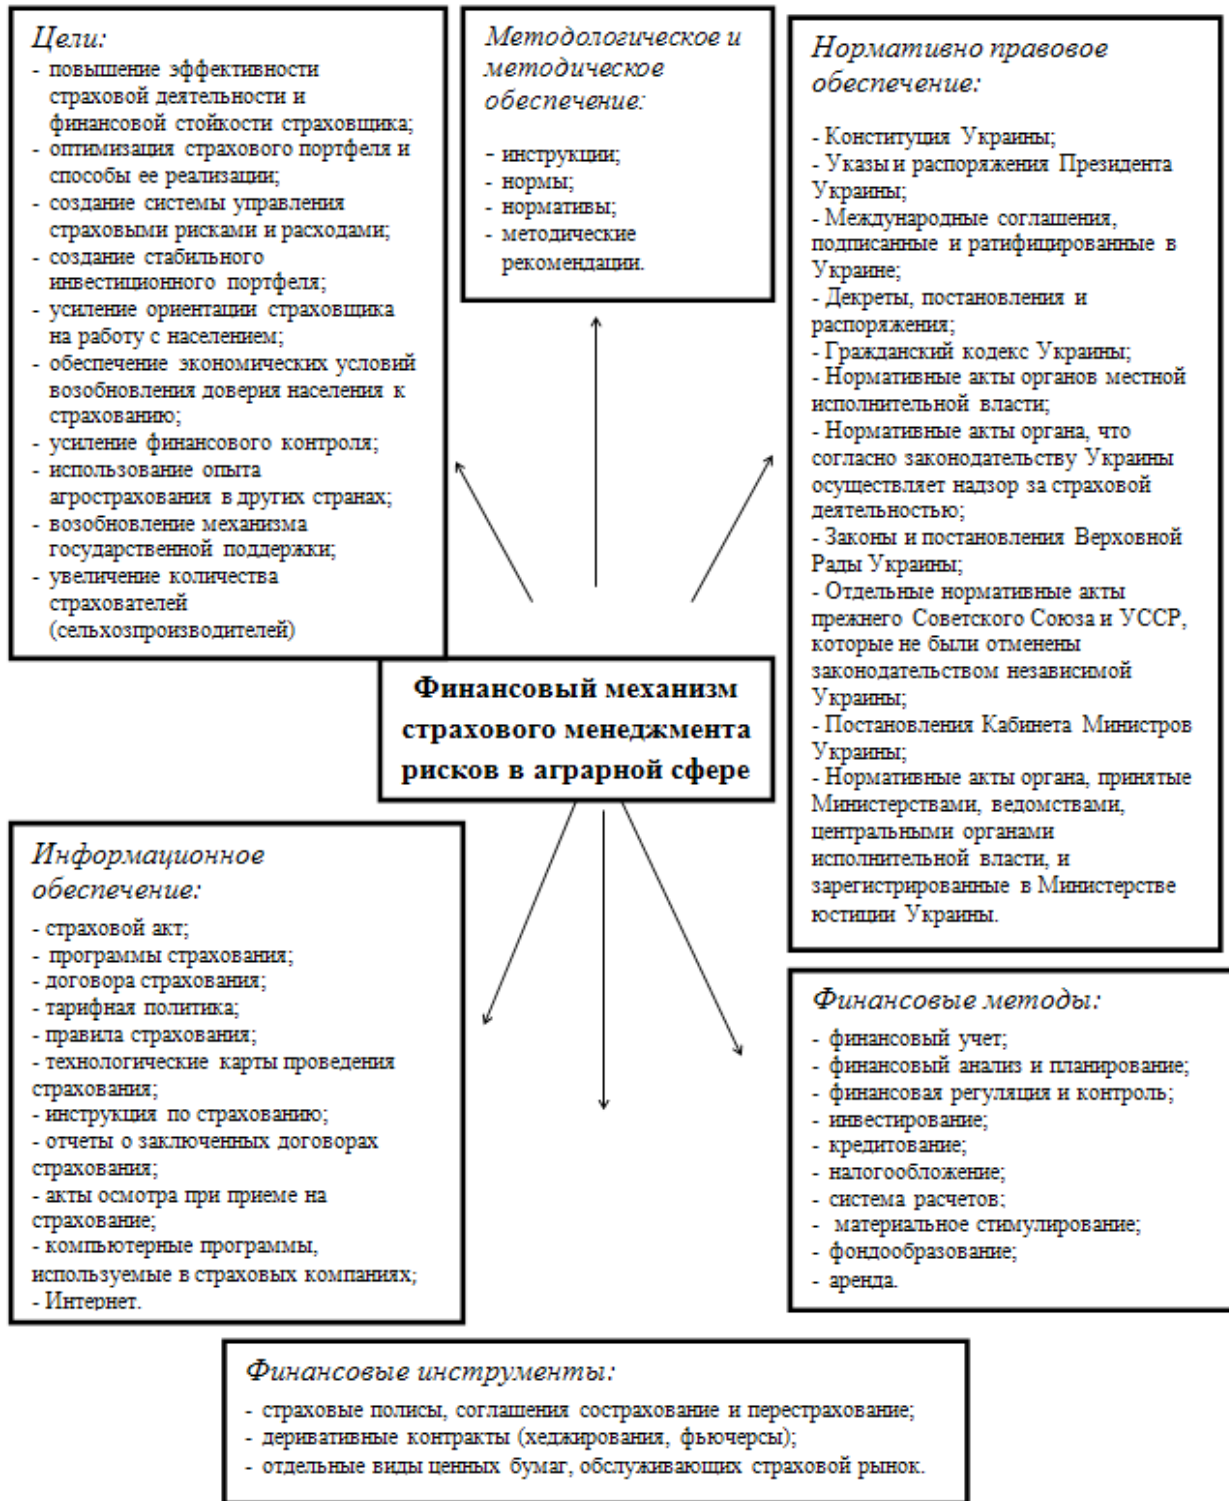 Цели:
- повышение эффективности
страховой деятельности и
финансовой стойкости страховщика;
- оптимизация страхового портфеля и
способы ее реализации;
- создание системы управления
страховыми рисками и расходами;
- создание стабильного
инвестиционного портфеля;
- усиление ориентации страховщика
на работу с населением;
- обеспечение экономических условий
возобновления доверия населения к
страхованию;
- усиление финансового контроля;
- использование опыта
агрострахования в других странах;
- возобновление механизма
государственной поддержки;
- увеличение количества
страхователей
(сельхозпроизводителей)
Методологическое и
методическое
обеспечение:
- инструкции;
- нормы;
- нормативы;
- методические
рекомендации.
Нормативно правовое
обеспечение:
- Конституция Украины;
- Указы и распоряжения Президента
Украины;
- Международные соглашения,
подписанные и ратифицированные в
Украине;
- Декреты, постановления и
распоряжения;
- Гражданский кодекс Украины;
- Нормативные акты органов местной
исполнительной власти;
- Нормативные акты органа, что
согласно законодательству Украины
осуществляет надзор за страховой
деятельностью;
- Законы и постановления Верховной
Рады Украины;
- Отдельные нормативные акты
прежнего Советского Союза и УССР,
которые не были отменены
законодательством независимой
Украины;
- Постановления Кабинета Министров
Украины;
- Нормативные акты органа, принятые
Министерствами, ведомствами,
центральными органами
исполнительной власти, и
зарегистрированные в Министерстве
юстиции Украины.
Финансовый механизм
страхового менеджмента
рисков в аграрной сфере
Информационное
обеспечение:
- страховой акт;
- программы страхования;
- договора страхования;
- тарифная политика;
- правила страхования;
- технологические карты проведения
страхования;
- инструкция по страхованию;
- отчеты о заключенных договорах
страхования;
- акты осмотра при приеме на
страхование;
- компьютерные программы,
используемые в страховых компаниях;
- Интернет.
Финансовые методы:
- финансовый учет;
- финансовый анализ и планирование;
- финансовая регуляция и контроль;
- инвестирование;
- кредитование;
- налогообложение;
- система расчетов;
- материальное стимулирование;
- фондообразование;
- аренда.
Финансовые инструменты:
- страховые полисы, соглашения сострахование и перестрахование;
- деривативные контракты (хеджирования, фьючерсы);
- отдельные виды ценных бумаг, обслуживающих страховой рынок.